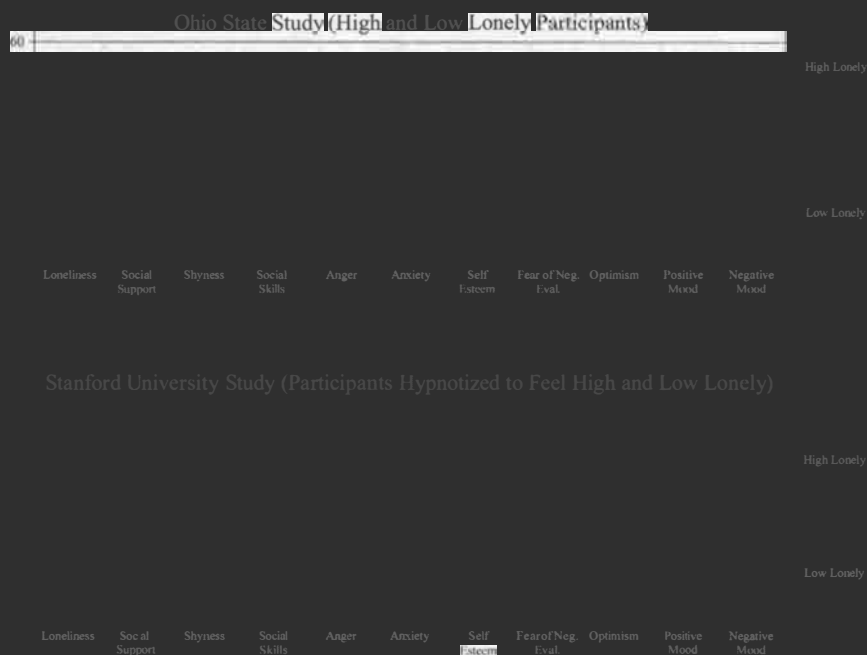 Ohio State Study (High and Low Lonely Participants)
60
High Lonely
Low Lonely
Loneliness Social Shyness Social Anger Anxiety Self Fear of Neg. Optimism Positive Negative
Support Skills Esteem Eval. Mood Mood
Stanford University Study (Participants Hypnotized to Feel High and Low Lonely)
High Lonely
Low Lonely
Loneliness Social Shyness Social Anger Anxiety Self Fear of Neg. Optimism Positive Negative
Support Skills Esteem Eval. Mood Mood